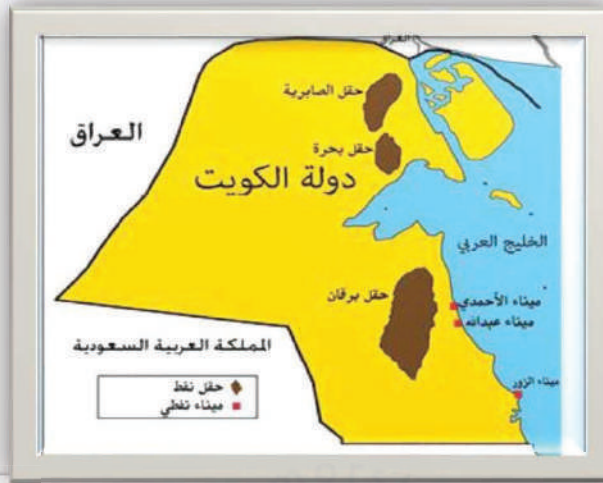 العراق
حقل الصابرية
العراق
حقل بحرة
دولة الكويت
الخليج العربي
حقل برقان
ميناء الأحمدي
ميناء عبدالله
المملكة العربية السعودية
ميناء الزور
حقل نفط
ميناء نفطي